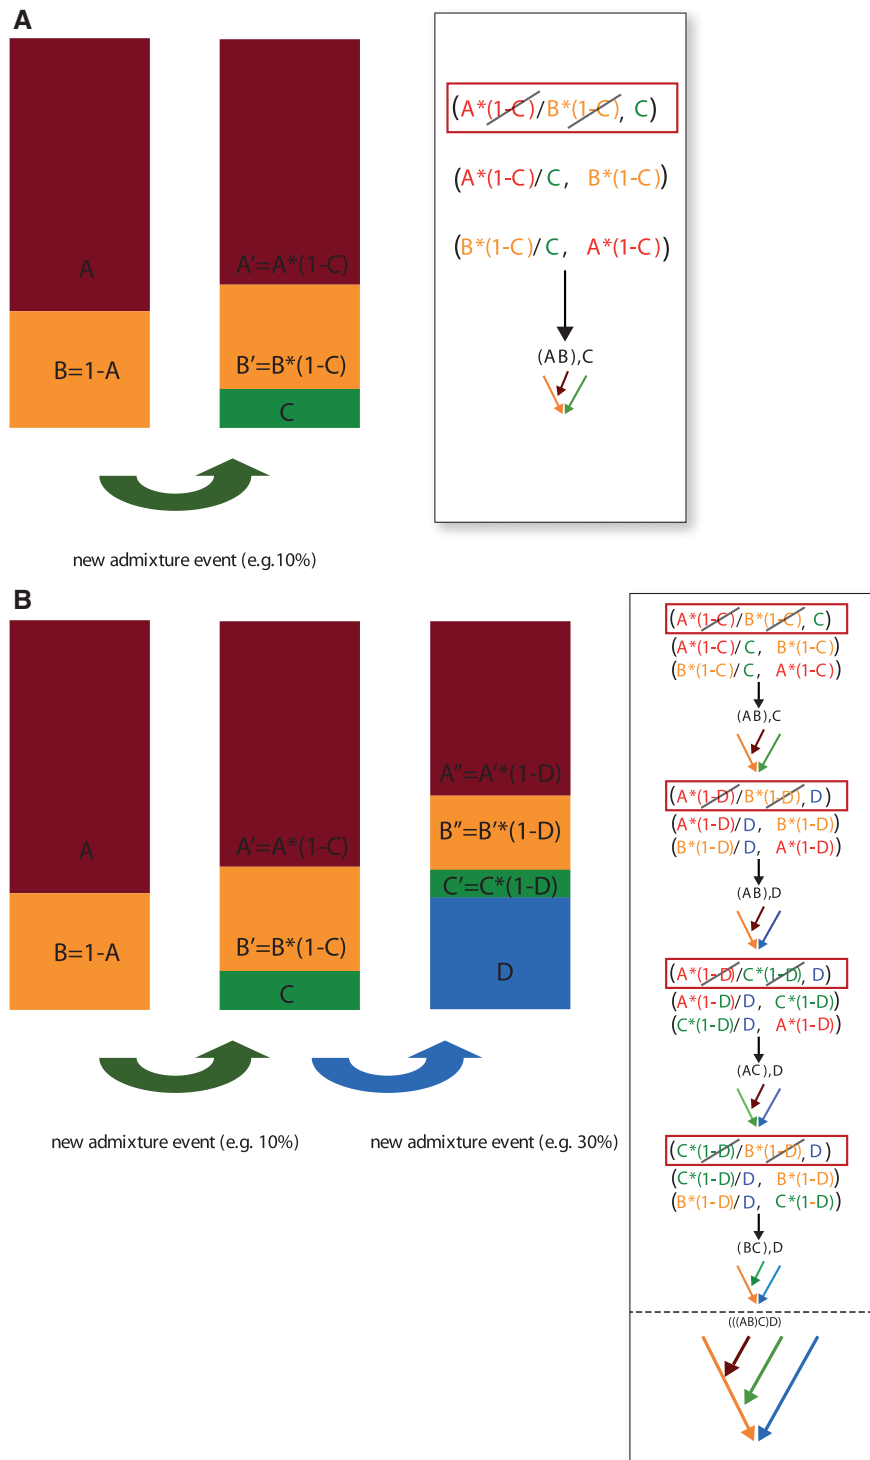 A
A
B=1-A
A′=A*(1-C)
B′=B*(1-C)
C
new admixture event (e.g.10%)
(A*(1-C)/B*(1-C), C)
(A*(1-C)/C, B*(1-C))
(B*(1-C)/C, A*(1-C))
(AB),C
B
A
B=1-A
A′=A*(1-C)
B′=B*(1-C)
C
A′′=A′*(1-D)
B′′=B′*(1-D)
C′=C*(1-D)
D
new admixture event (e.g. 10%)
new admixture event (e.g. 30%)
(A*(1-C)/B*(1-C), C)
(A*(1-C)/C, B*(1-C))
(B*(1-C)/C, A*(1-C))
(AB),C
(A*(1-D)/B*(1-D), D)
(A*(1-D)/D, B*(1-D))
(B*(1-D)/D, A*(1-D))
(AB),D
(A*(1-D)/C*(1-D), D)
(A*(1-D)/D, C*(1-D))
(C*(1-D)/D, A*(1-D))
(AC),D
(C*(1-D)/B*(1-D), D)
(C*(1-D)/D, B*(1-D))
(B*(1-D)/D, C*(1-D))
(BC),D
(((AB)C)D)